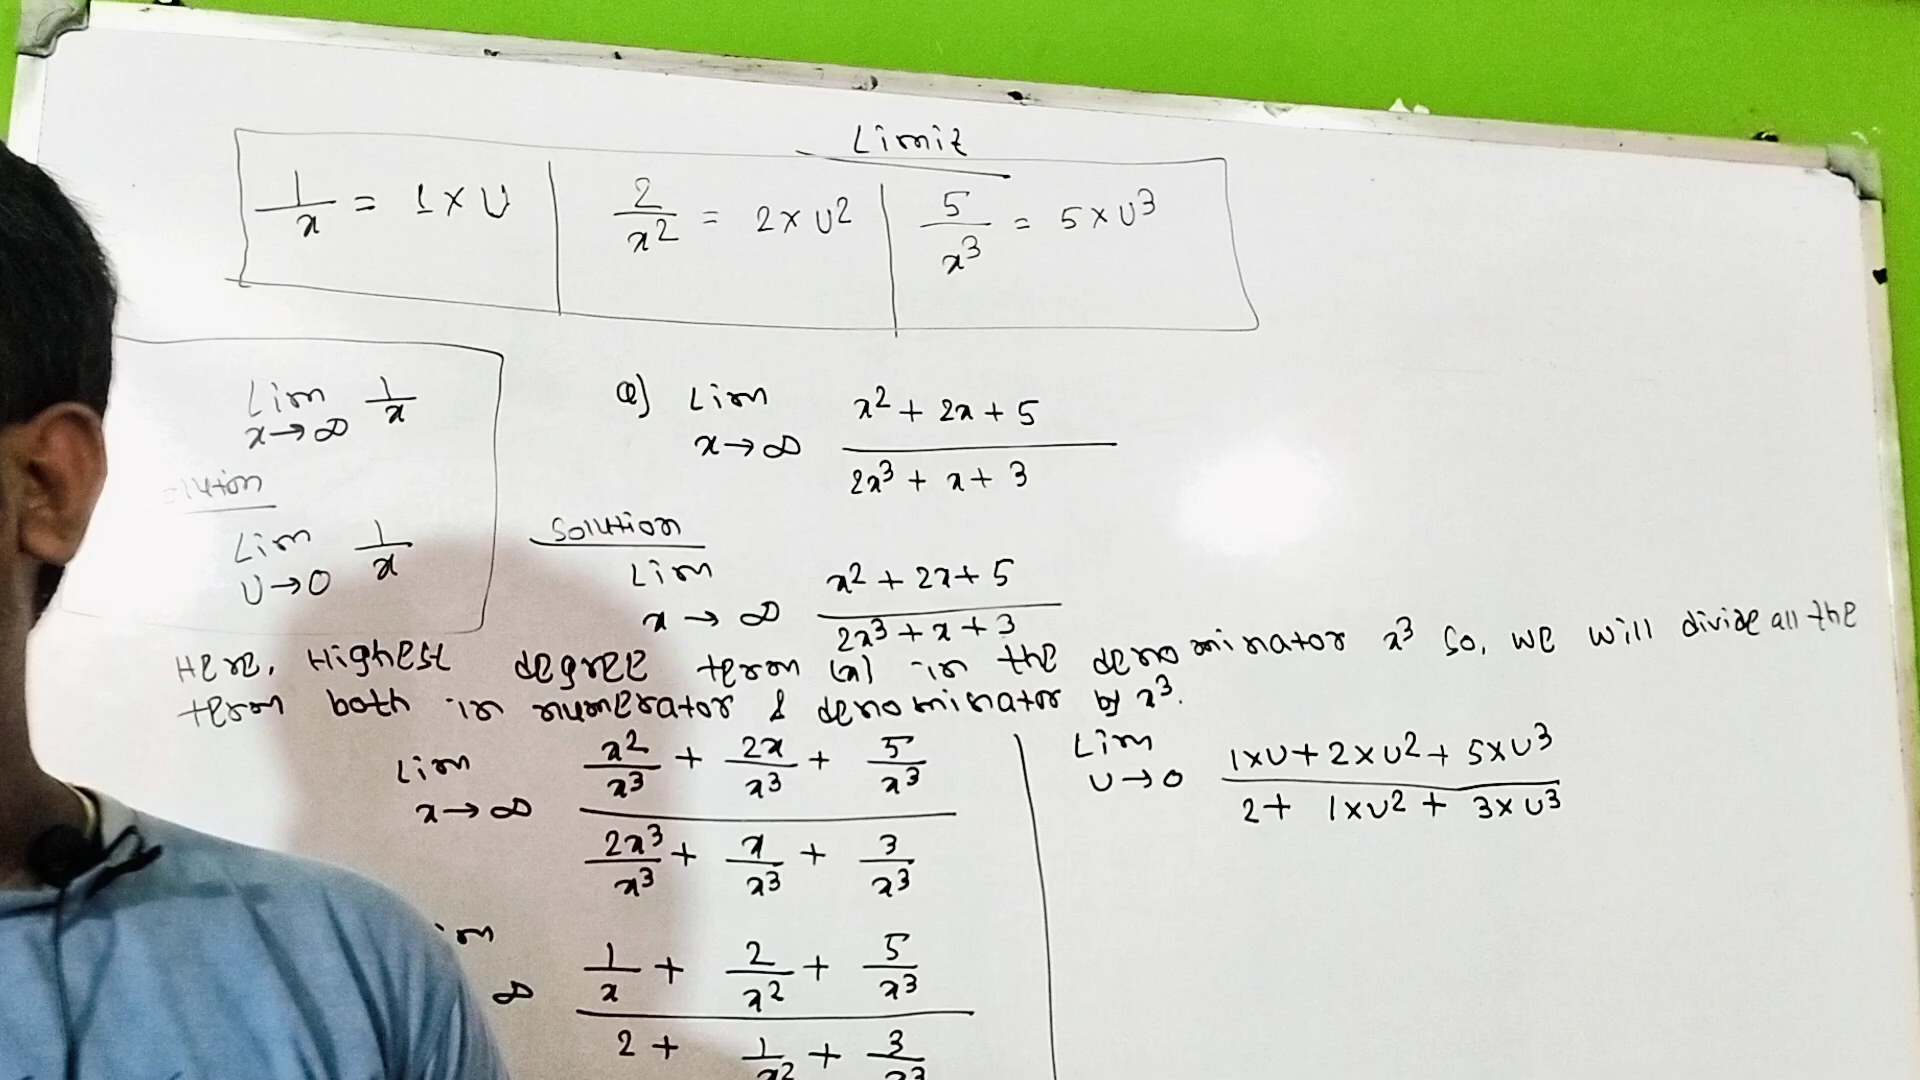 Limit
1/x = 1×U | 2/x² = 2×U² | 5/x³ = 5×U³
Lim x→∞ 1/x
Lim U→0 1/x
Q) Lim x→∞ (x² + 2x + 5)/(2x³ + x + 3)
Solution
Lim x→∞ (x² + 2x + 5)/(2x³ + x + 3)
Here, Highest degree term (x) in the denominator x³ So, we will divide all the
term both in numerator & denominator by x³.
Lim x→∞ (x²/x³ + 2x/x³ + 5/x³)/(2x³/x³ + x/x³ + 3/x³)
∞ (1/x + 2/x² + 5/x³)/(2 + 1/x² + 3/x³)
Lim U→0 (1×U + 2×U² + 5×U³)/(2 + 1×U² + 3×U³)